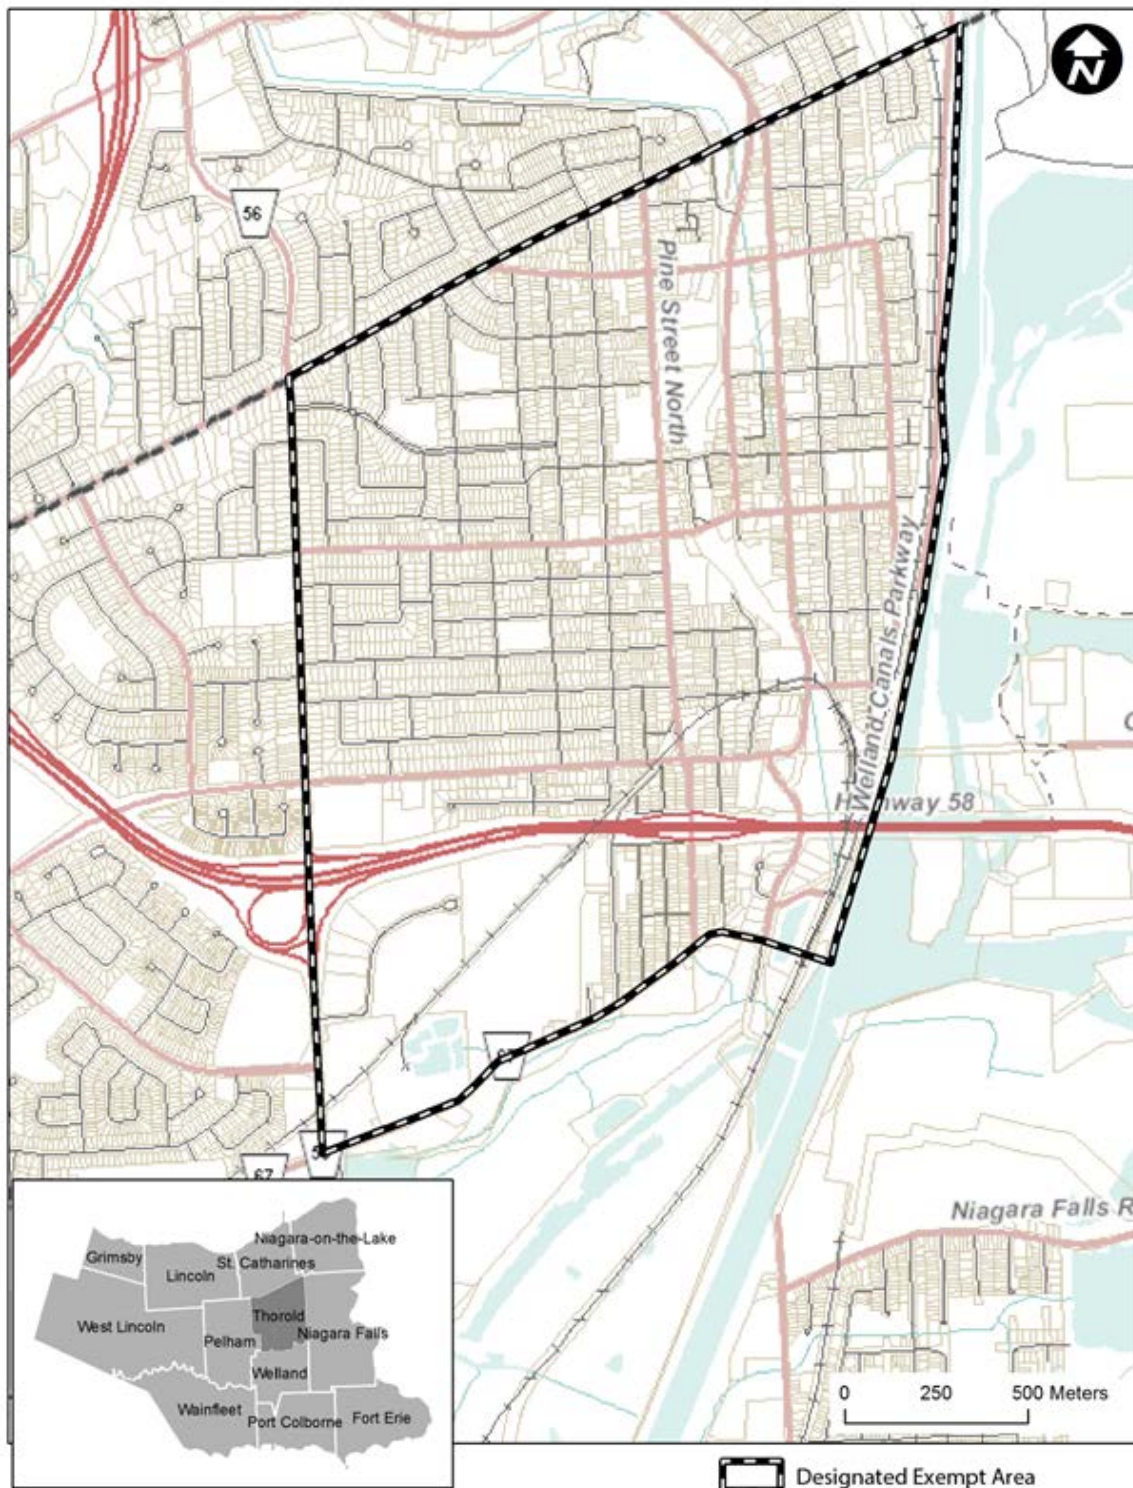 N
56
Pine Street North
Welland Canals Parkway
Highway 58
67
Niagara Falls R
Grimsby
Lincoln
St. Catharines
Niagara-on-the-Lake
West Lincoln
Thorold
Pelham
Niagara Falls
Welland
Wainfleet
Port Colborne
Fort Erie
0 250 500 Meters
Designated Exempt Area